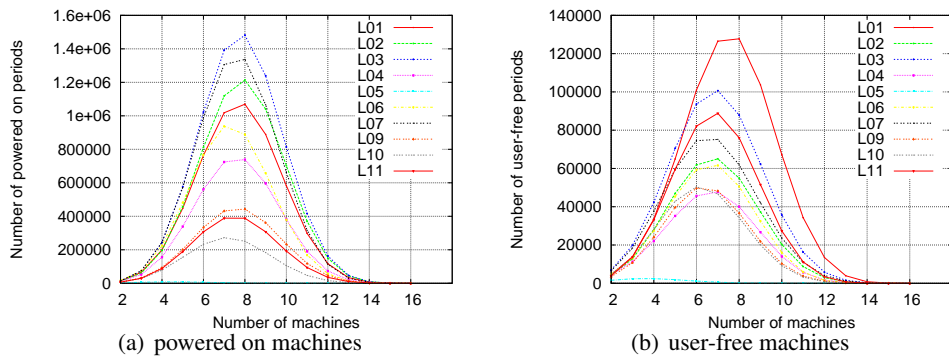 Number of powered on periods
1.6e+06
1.4e+06
1.2e+06
1e+06
800000
600000
400000
200000
0
2 4 6 8 10 12 14 16
Number of machines
L01
L02
L03
L04
L05
L06
L07
L09
L10
L11
(a) powered on machines
Number of user-free periods
140000
120000
100000
80000
60000
40000
20000
0
2 4 6 8 10 12 14 16
Number of machines
L01
L02
L03
L04
L05
L06
L07
L09
L10
L11
(b) user-free machines